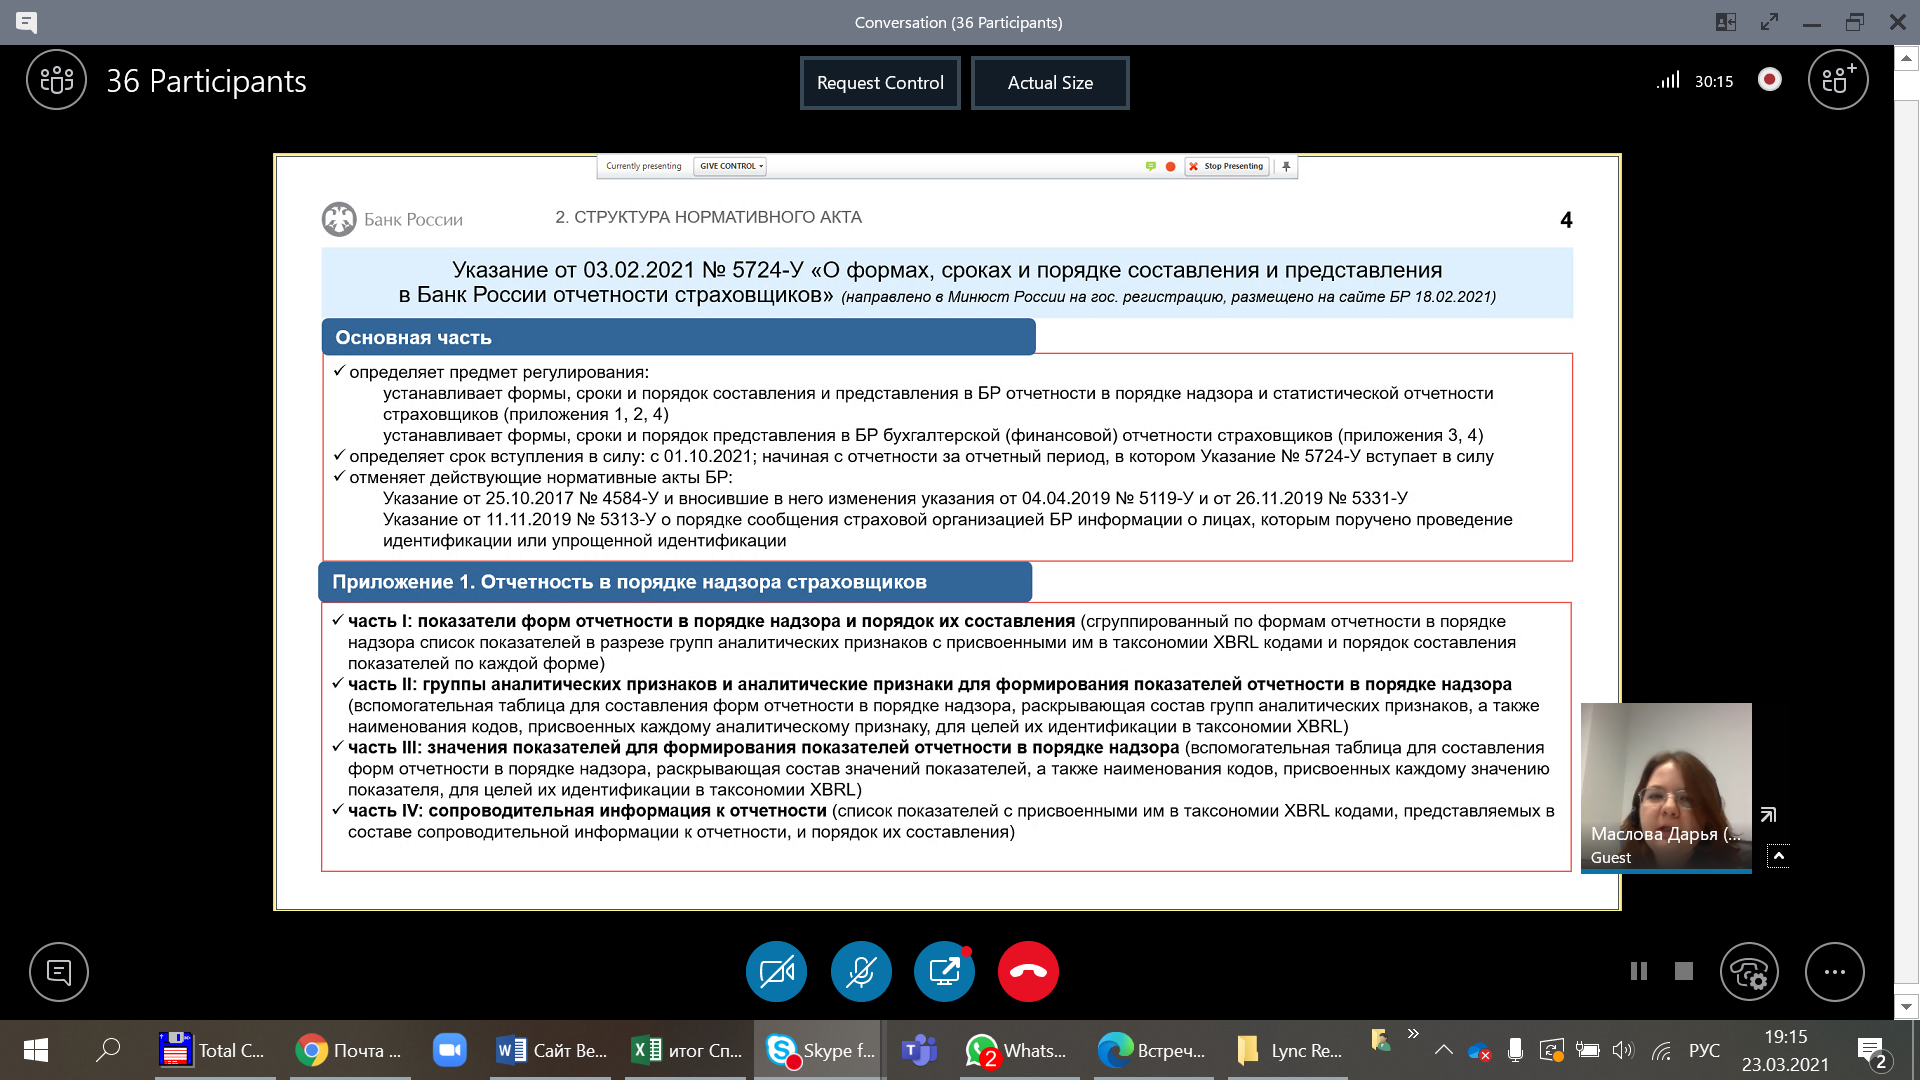 Conversation (36 Participants)
36 Participants
Request Control
Actual Size
30:15
Currently presenting
GIVE CONTROL
Stop Presenting
Банк России
2. СТРУКТУРА НОРМАТИВНОГО АКТА
4
Указание от 03.02.2021 № 5724-У «О формах, сроках и порядке составления и представления
в Банк России отчетности страховщиков» (направлено в Минюст России на гос. регистрацию, размещено на сайте БР 18.02.2021)
Основная часть
✓ определяет предмет регулирования:
устанавливает формы, сроки и порядок составления и представления в БР отчетности в порядке надзора и статистической отчетности
страховщиков (приложения 1, 2, 4)
устанавливает формы, сроки и порядок представления в БР бухгалтерской (финансовой) отчетности страховщиков (приложения 3, 4)
✓ определяет срок вступления в силу: с 01.10.2021; начиная с отчетности за отчетный период, в котором Указание № 5724-У вступает в силу
✓ отменяет действующие нормативные акты БР:
Указание от 25.10.2017 № 4584-У и вносившие в него изменения указания от 04.04.2019 № 5119-У и от 26.11.2019 № 5331-У
Указание от 11.11.2019 № 5313-У о порядке сообщения страховой организацией БР информации о лицах, которым поручено проведение
идентификации или упрощенной идентификации
Приложение 1. Отчетность в порядке надзора страховщиков
✓ часть I: показатели форм отчетности в порядке надзора и порядок их составления (сгруппированный по формам отчетности в порядке
надзора список показателей в разрезе групп аналитических признаков с присвоенными им в таксономии XBRL кодами и порядок составления
показателей по каждой форме)
✓ часть II: группы аналитических признаков и аналитические признаки для формирования показателей отчетности в порядке надзора
(вспомогательная таблица для составления форм отчетности в порядке надзора, раскрывающая состав групп аналитических признаков, а также
наименования кодов, присвоенных каждому аналитическому признаку, для целей их идентификации в таксономии XBRL)
✓ часть III: значения показателей для формирования показателей отчетности в порядке надзора (вспомогательная таблица для составления
форм отчетности в порядке надзора, раскрывающая состав значений показателей, а также наименования кодов, присвоенных каждому значению
показателя, для целей их идентификации в таксономии XBRL)
✓ часть IV: сопроводительная информация к отчетности (список показателей с присвоенными им в таксономии XBRL кодами, представляемых в
составе сопроводительной информации к отчетности, и порядок их составления)
Маслова Дарья (...
Guest
Total C...
Почта ...
Сайт Ве...
итог Сп...
Skype f...
2
Whats...
Встреч...
Lync Re...
РУС
19:15
23.03.2021
2